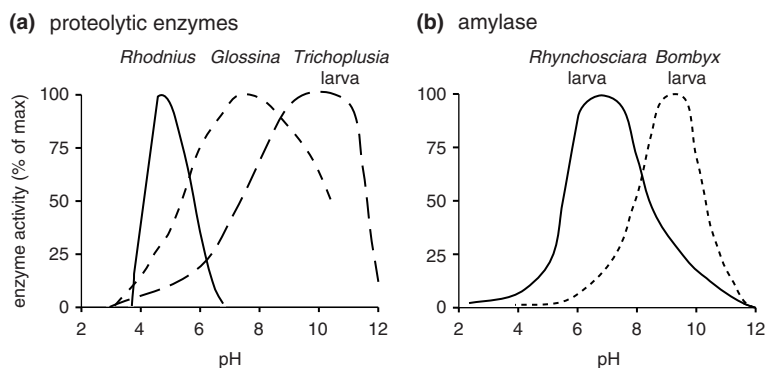 (a) proteolytic enzymes
Rhodnius Glossina Trichoplusia
larva
enzyme activity (% of max)
100
75
50
25
0
2 4 6 8 10 12
pH
(b) amylase
Rhynchosciara Bombyx
larva larva
100
75
50
25
0
2 4 6 8 10 12
pH